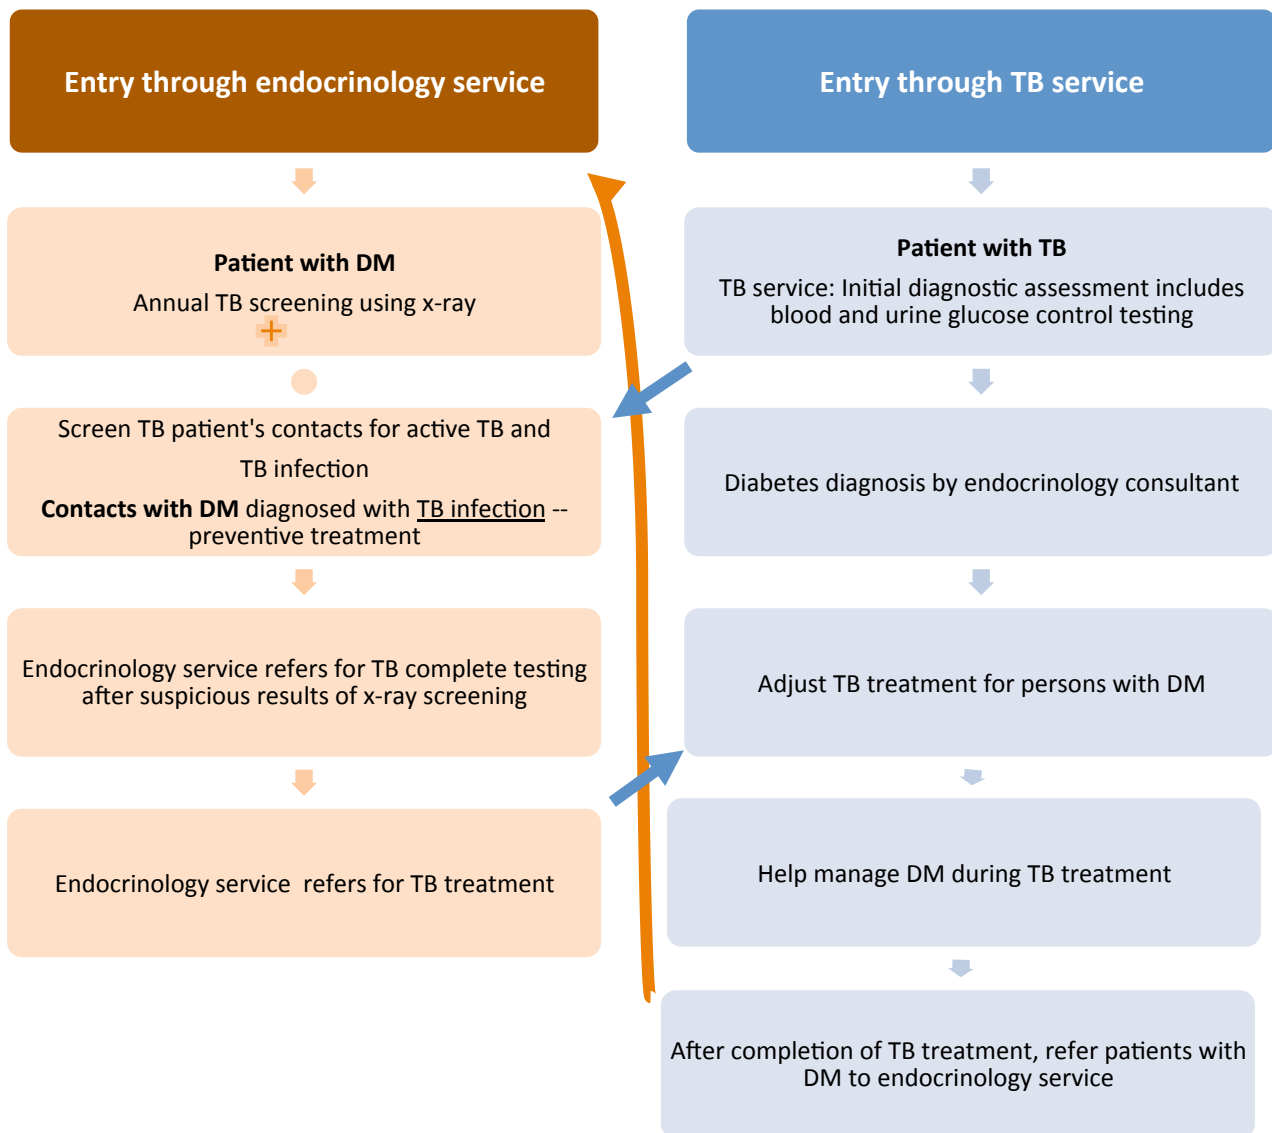 Entry through endocrinology service
Patient with DM
Annual TB screening using x-ray
Screen TB patient's contacts for active TB and
TB infection
Contacts with DM diagnosed with TB infection --
preventive treatment
Endocrinology service refers for TB complete testing
after suspicious results of x-ray screening
Endocrinology service  refers for TB treatment
Entry through TB service
Patient with TB
TB service: Initial diagnostic assessment includes
blood and urine glucose control testing
Diabetes diagnosis by endocrinology consultant
Adjust TB treatment for persons with DM
Help manage DM during TB treatment
After completion of TB treatment, refer patients with
DM to endocrinology service